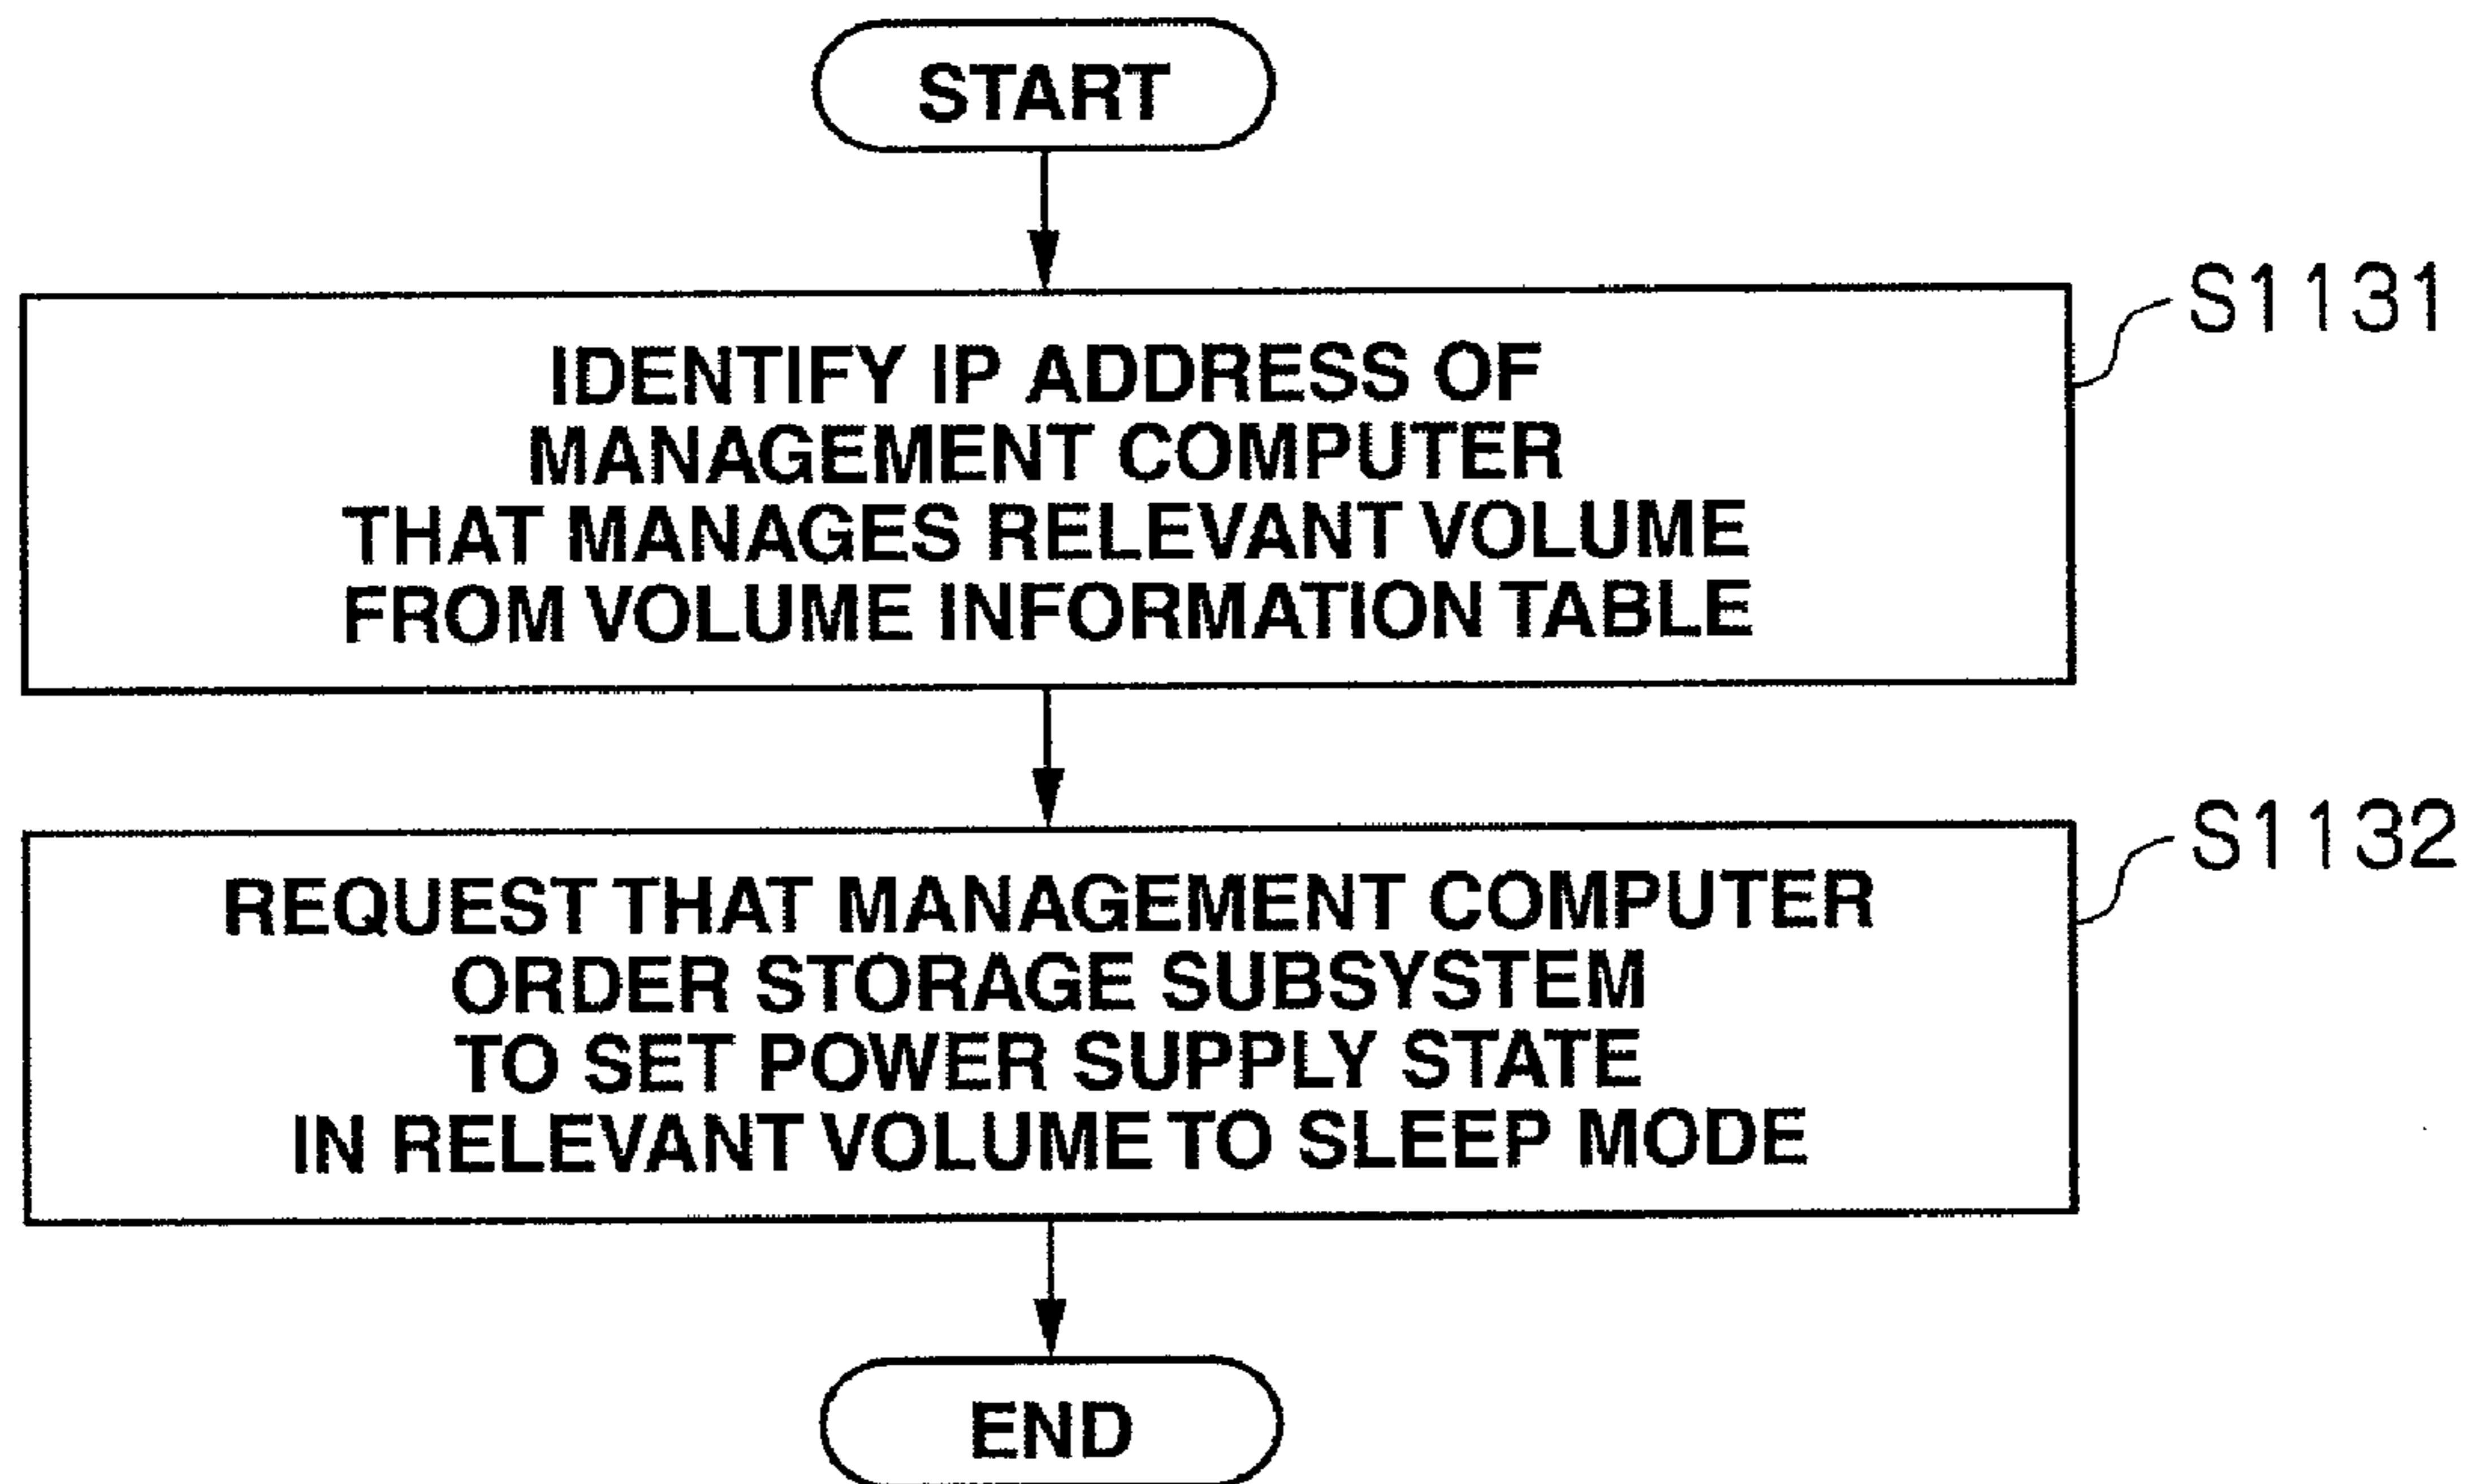 START
S1131
IDENTIFY IP ADDRESS OF
MANAGEMENT COMPUTER
THAT MANAGES RELEVANT VOLUME
FROM VOLUME INFORMATION TABLE
S1132
REQUEST THAT MANAGEMENT COMPUTER
ORDER STORAGE SUBSYSTEM
TO SET POWER SUPPLY STATE
IN RELEVANT VOLUME TO SLEEP MODE
END